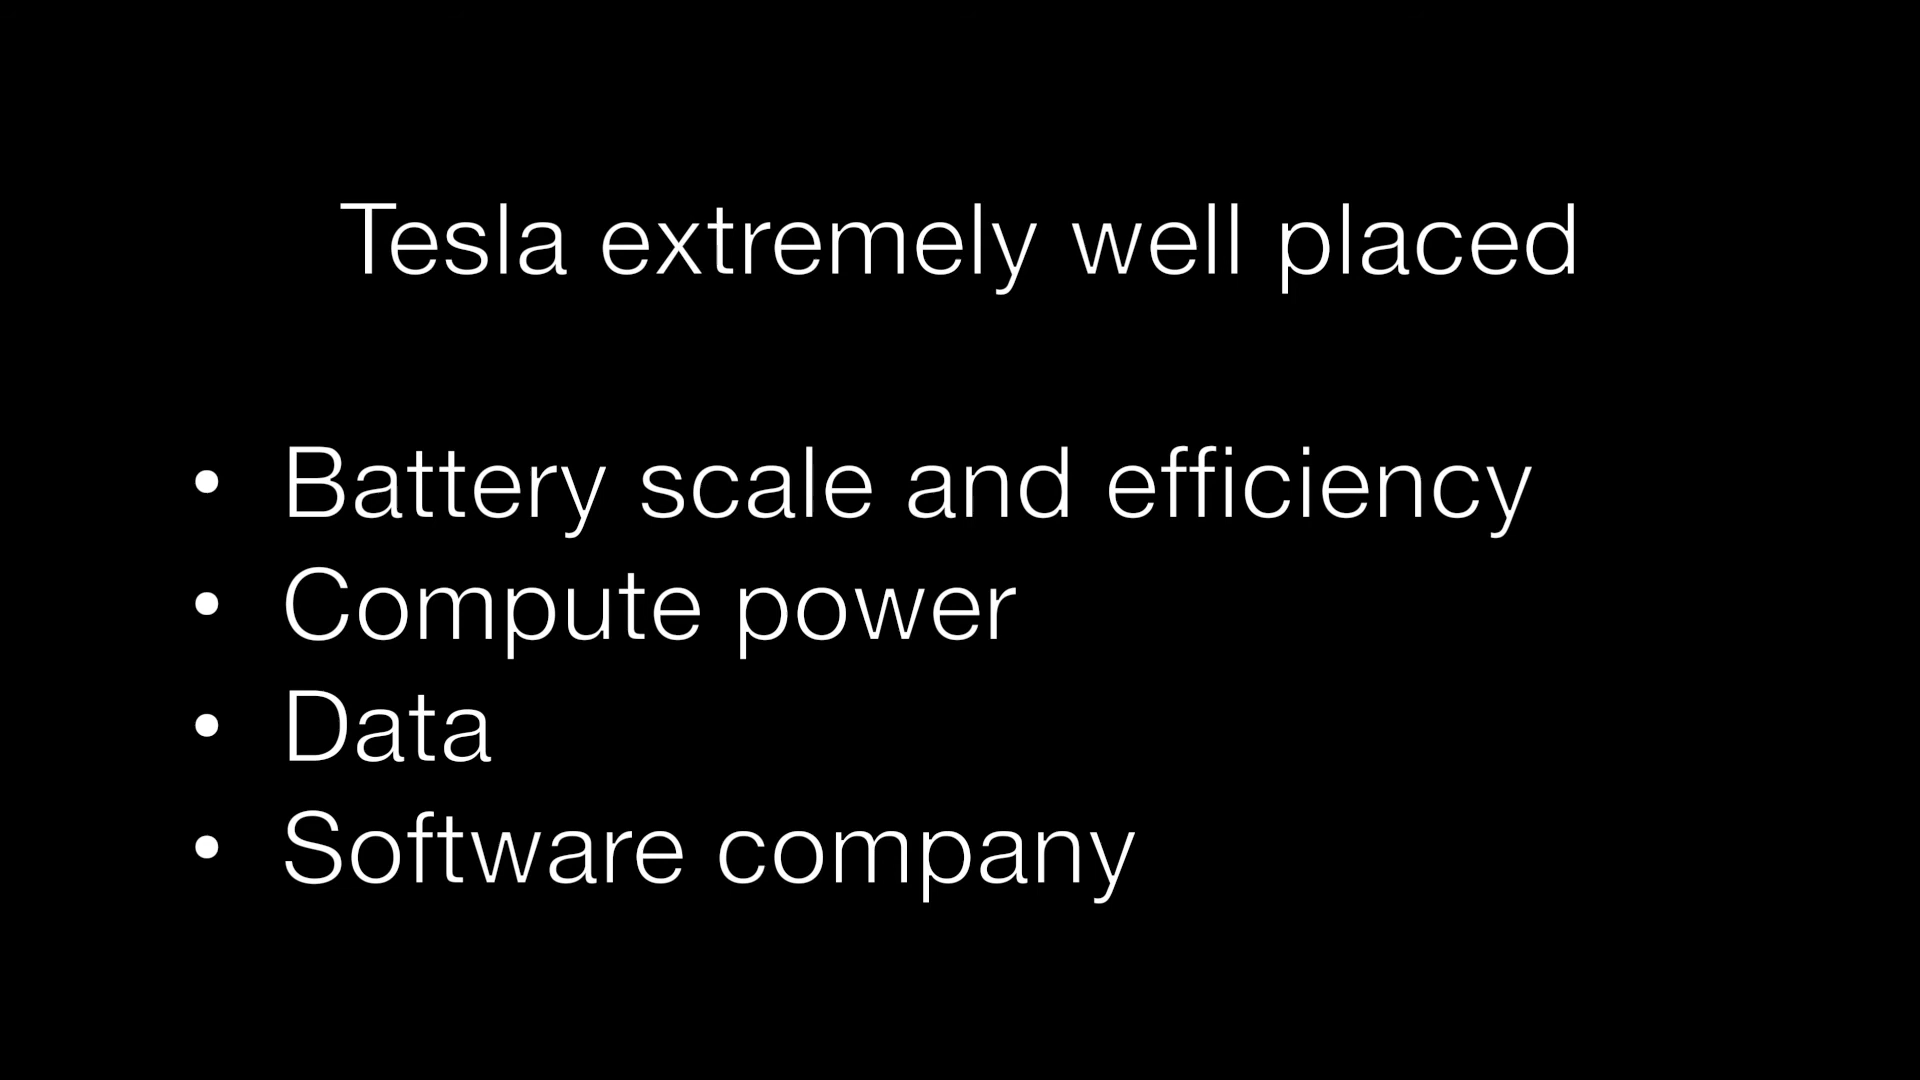 Tesla extremely well placed
• Battery scale and efficiency
• Compute power
• Data
• Software company